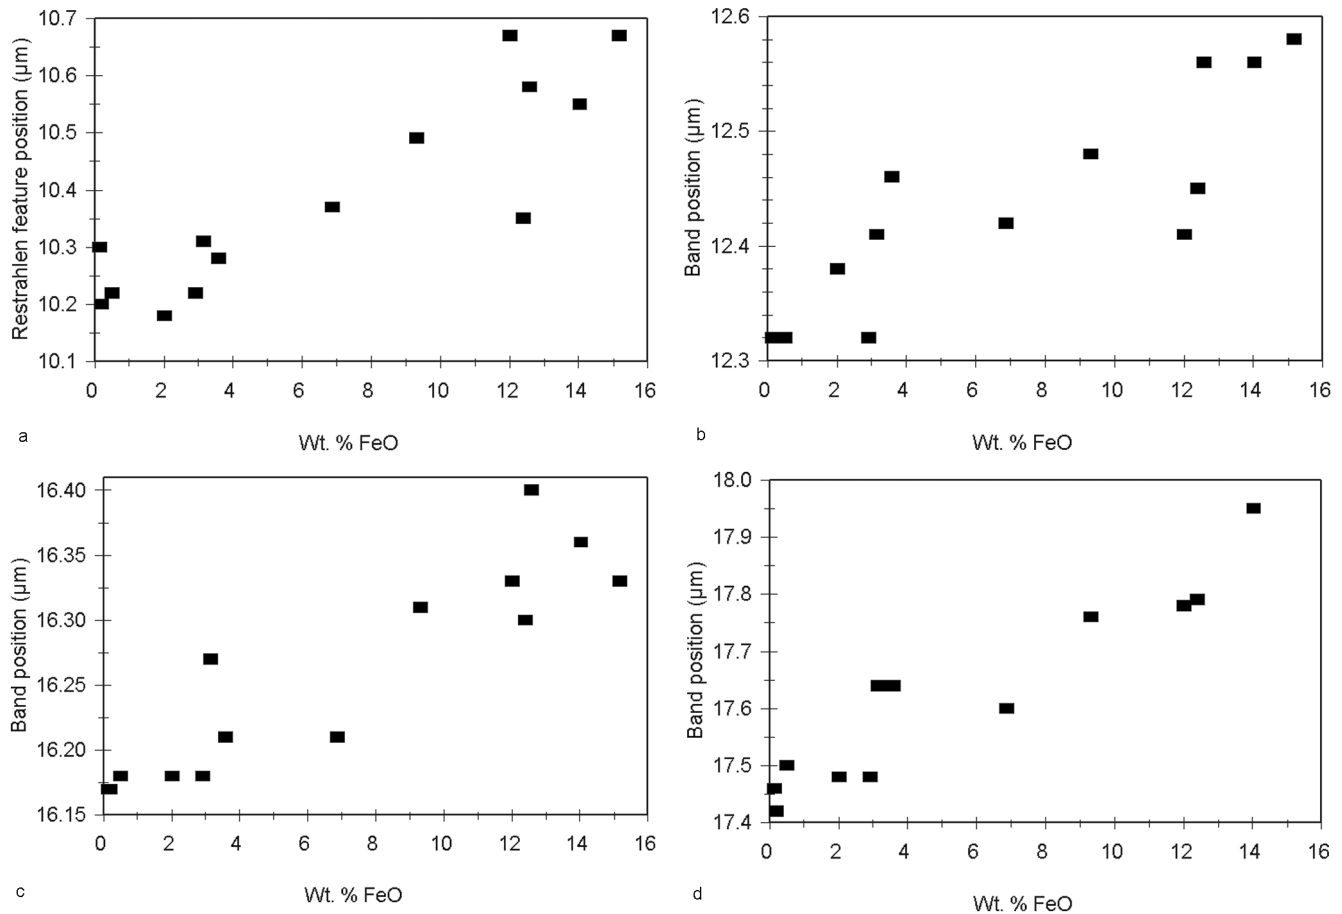 Restrahlen feature position (µm)
10.7
10.6
10.5
10.4
10.3
10.2
10.1
0 2 4 6 8 10 12 14 16
a
Wt. % FeO
Band position (µm)
12.6
12.5
12.4
12.3
0 2 4 6 8 10 12 14 16
b
Wt. % FeO
Band position (µm)
16.40
16.35
16.30
16.25
16.20
16.15
0 2 4 6 8 10 12 14 16
c
Wt. % FeO
Band position (µm)
18.0
17.9
17.8
17.7
17.6
17.5
17.4
0 2 4 6 8 10 12 14 16
d
Wt. % FeO